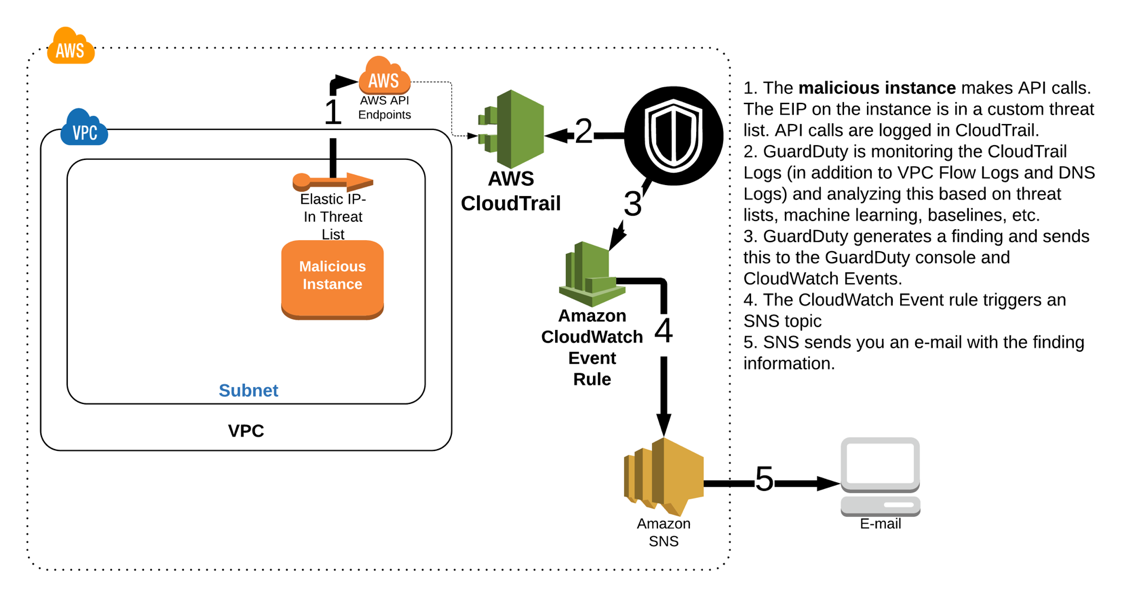 AWS
AWS
AWS API
Endpoints
1
VPC
Elastic IP-
In Threat
List
Malicious
Instance
Subnet
VPC
AWS
CloudTrail
2
3
Amazon
CloudWatch
Event
Rule
4
Amazon
SNS
5
E-mail
1. The malicious instance makes API calls.
The EIP on the instance is in a custom threat
list. API calls are logged in CloudTrail.
2. GuardDuty is monitoring the CloudTrail
Logs (in addition to VPC Flow Logs and DNS
Logs) and analyzing this based on threat
lists, machine learning, baselines, etc.
3. GuardDuty generates a finding and sends
this to the GuardDuty console and
CloudWatch Events.
4. The CloudWatch Event rule triggers an
SNS topic
5. SNS sends you an e-mail with the finding
information.